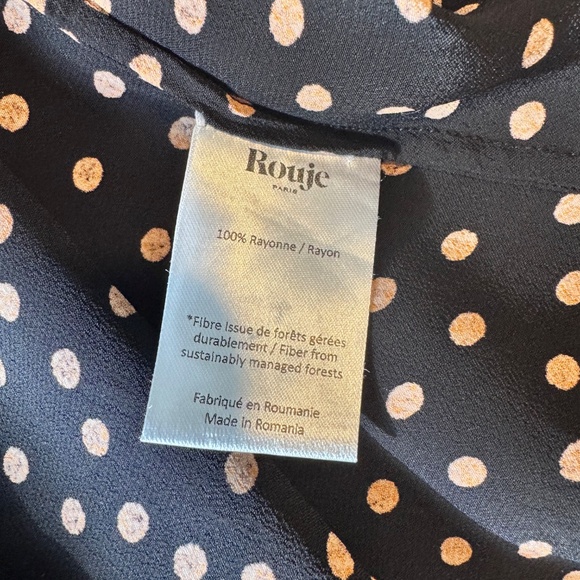 Rouje
PARIS
100% Rayonne / Rayon
*Fibre issue de forêts gérées
durablement / Fiber from
sustainably managed forests
Fabriqué en Roumanie
Made in Romania